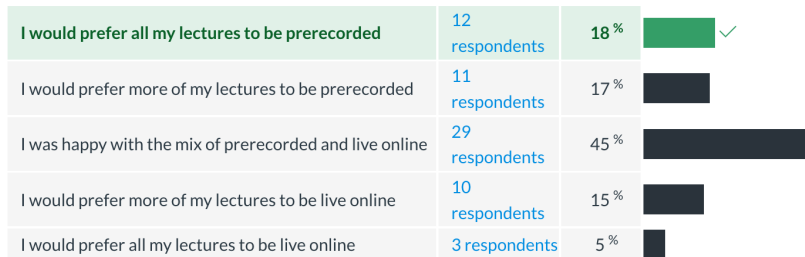 I would prefer all my lectures to be prerecorded 12 respondents 18 %
I would prefer more of my lectures to be prerecorded 11 respondents 17 %
I was happy with the mix of prerecorded and live online 29 respondents 45 %
I would prefer more of my lectures to be live online 10 respondents 15 %
I would prefer all my lectures to be live online 3 respondents 5 %